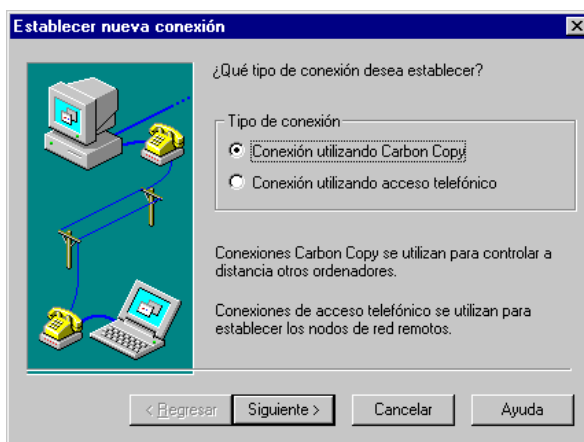 Establecer nueva conexión
¿Qué tipo de conexión desea establecer?
Tipo de conexión
Conexión utilizando Carbon Copy
Conexión utilizando acceso telefónico
Conexiones Carbon Copy se utilizan para controlar a
distancia otros ordenadores.
Conexiones de acceso telefónico se utilizan para
establecer los nodos de red remotos.
< Regresar
Siguiente >
Cancelar
Ayuda